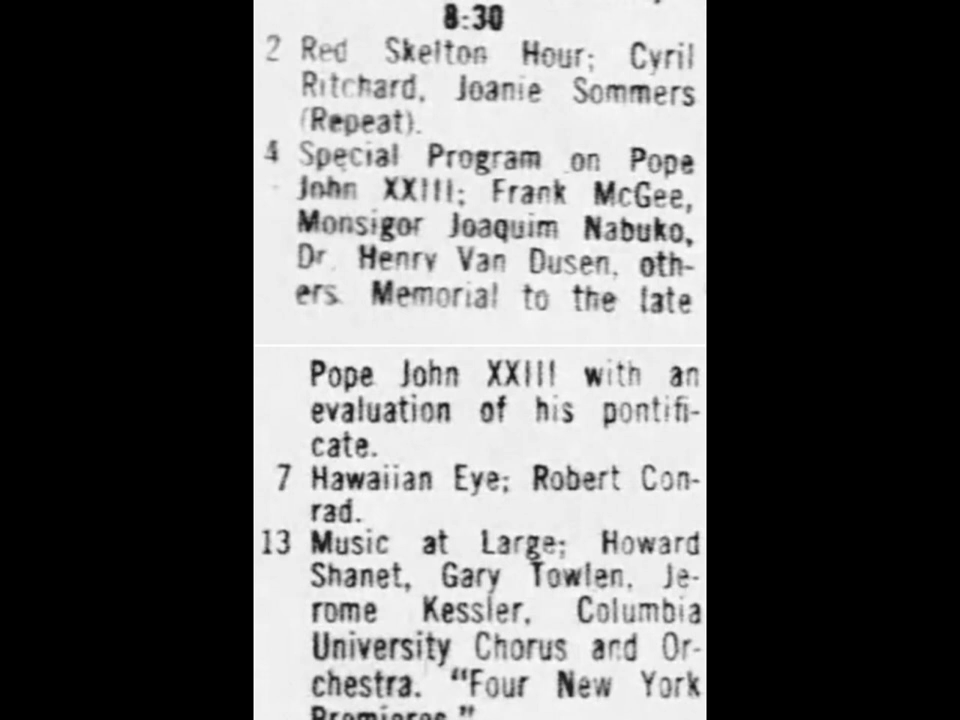 8:30
2 Red Skelton Hour; Cyril
Ritchard, Joanie Sommers
(Repeat).
4 Special Program on Pope
John XXIII; Frank McGee,
Monsigor Joaquim Nabuko,
Dr. Henry Van Dusen, oth-
ers. Memorial to the late
Pope John XXIII with an
evaluation of his pontifi-
cate.
7 Hawaiian Eye; Robert Con-
rad.
13 Music at Large; Howard
Shanet, Gary Towlen, Je-
rome Kessler, Columbia
University Chorus and Or-
chestra. "Four New York
Premieres."